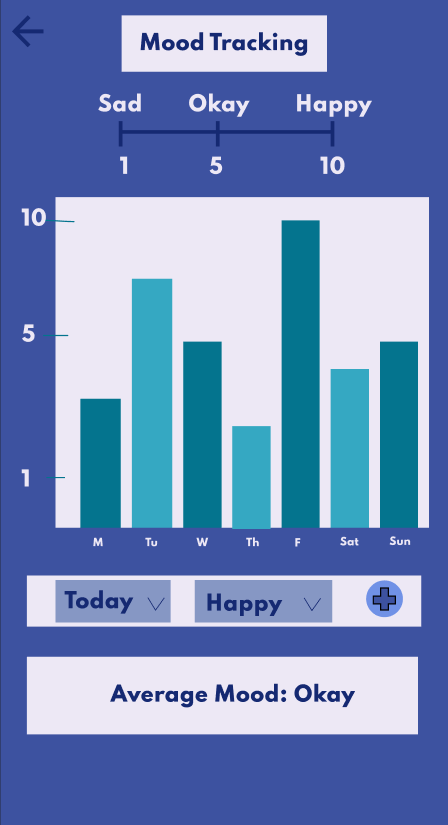 Mood Tracking
Sad Okay Happy
1 5 10
10
5
1
M Tu W Th F Sat Sun
Today Happy
Average Mood: Okay